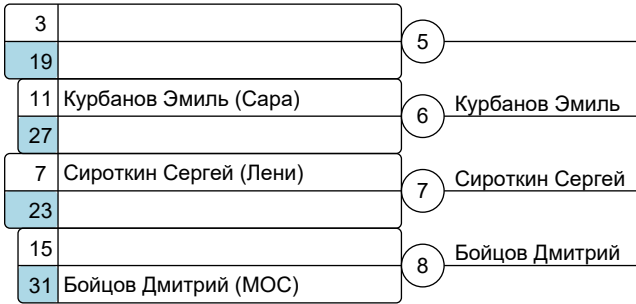 3
5
19
11 Курбанов Эмиль (Сара)
6 Курбанов Эмиль
27
7 Сироткин Сергей (Лени)
7 Сироткин Сергей
23
15
8 Бойцов Дмитрий
31 Бойцов Дмитрий (МОС)